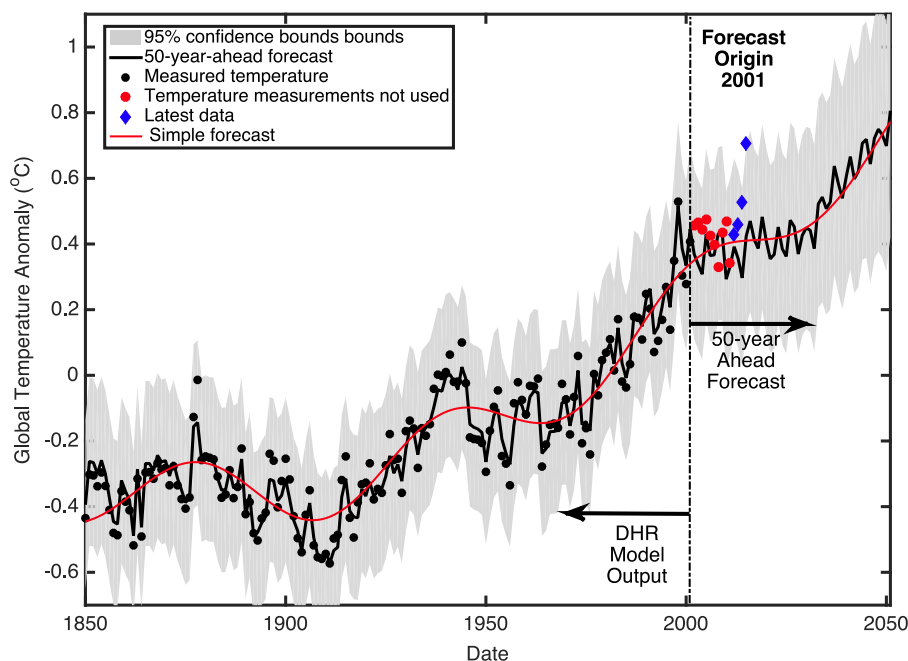 95% confidence bounds bounds
50-year-ahead forecast
Measured temperature
Temperature measurements not used
Latest data
Simple forecast
Forecast
Origin
2001
50-year
Ahead
Forecast
DHR
Model
Output
Global Temperature Anomaly (°C)
1
0.8
0.6
0.4
0.2
0
-0.2
-0.4
-0.6
1850
1900
1950
2000
2050
Date